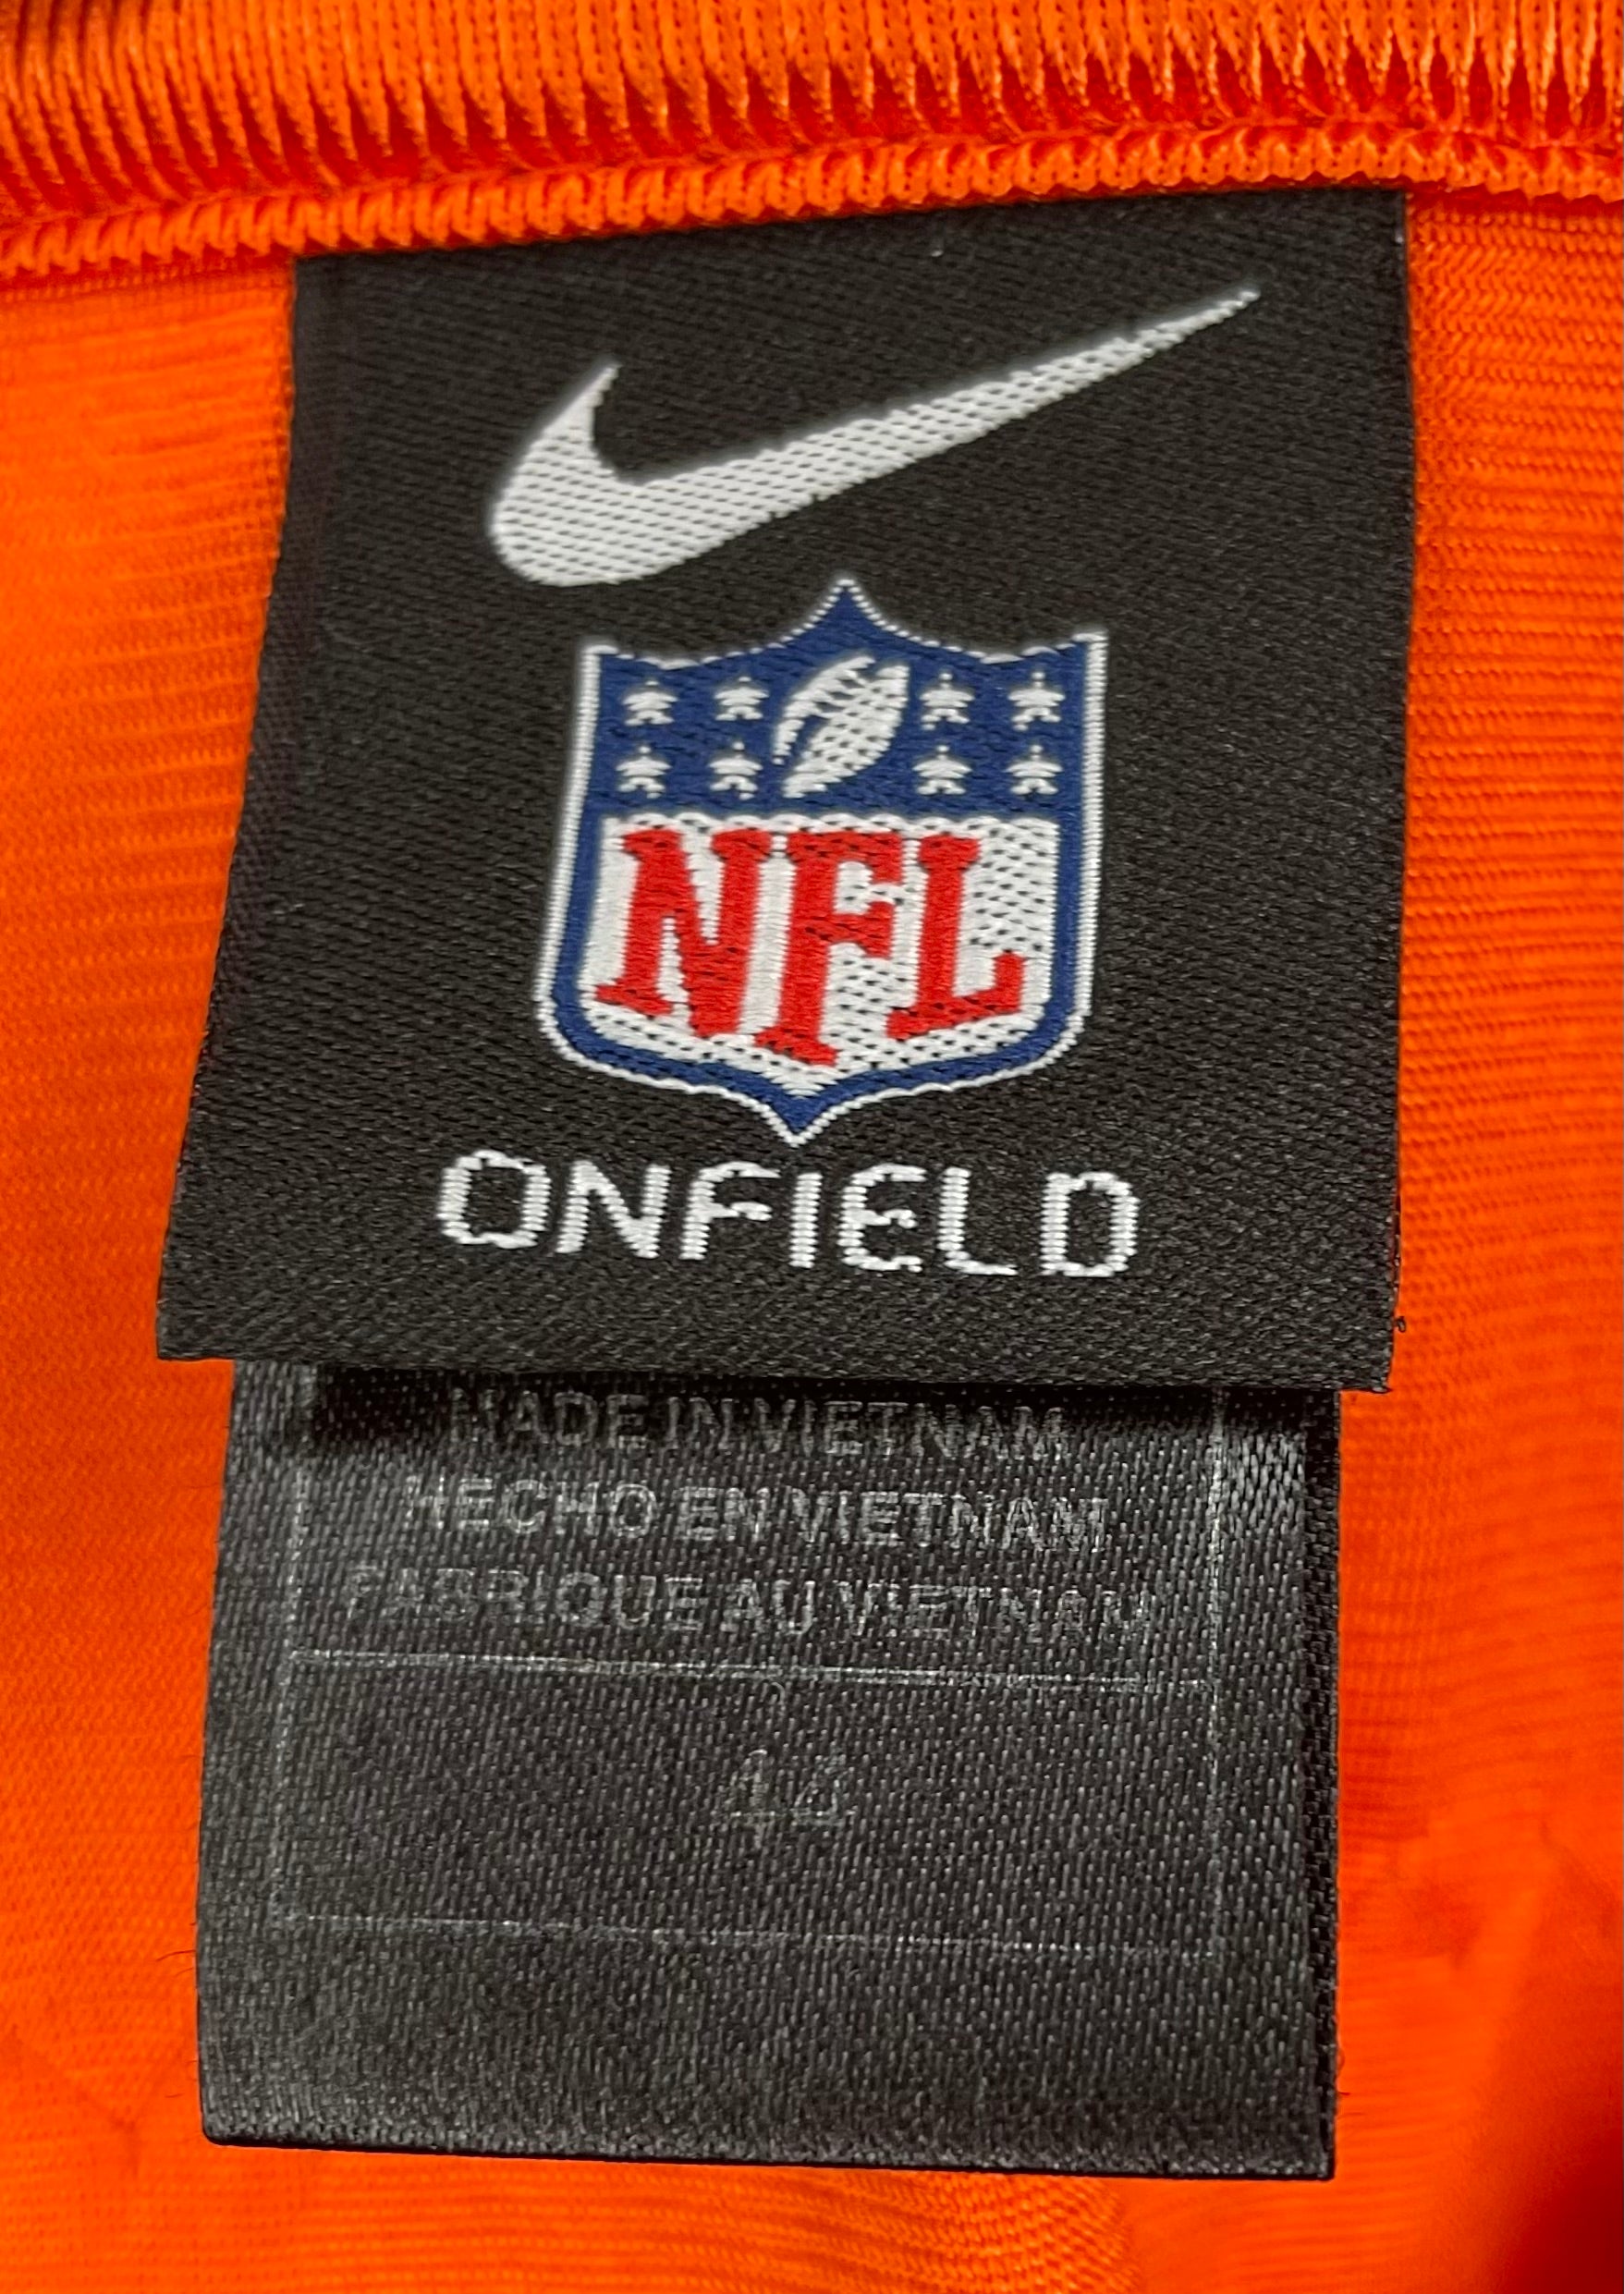 NFL
ONFIELD
MADE IN VIETNAM
HECHO EN VIETNAM
FABRIQUE AU VIETNAM
44